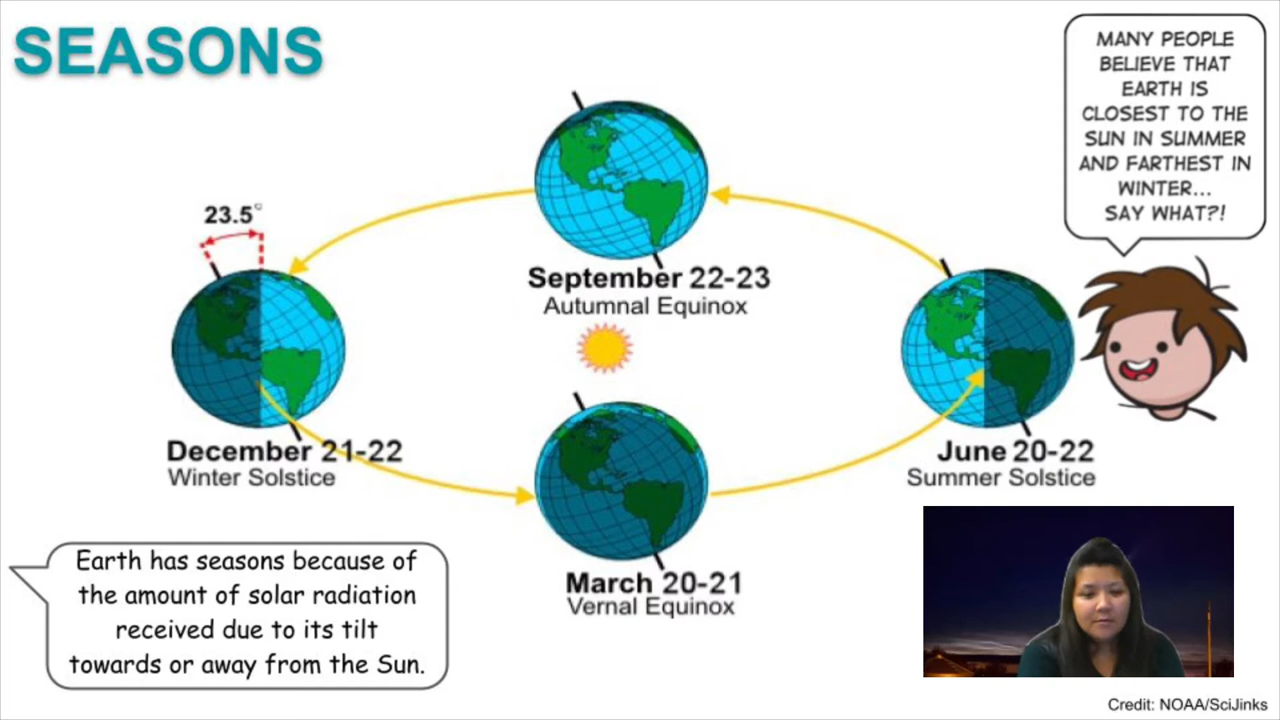 SEASONS
MANY PEOPLE
BELIEVE THAT
EARTH IS
CLOSEST TO THE
SUN IN SUMMER
AND FARTHEST IN
WINTER...
SAY WHAT?!
23.5°
September 22-23
Autumnal Equinox
December 21-22
Winter Solstice
June 20-22
Summer Solstice
March 20-21
Vernal Equinox
Earth has seasons because of
the amount of solar radiation
received due to its tilt
towards or away from the Sun.
Credit: NOAA/SciJinks